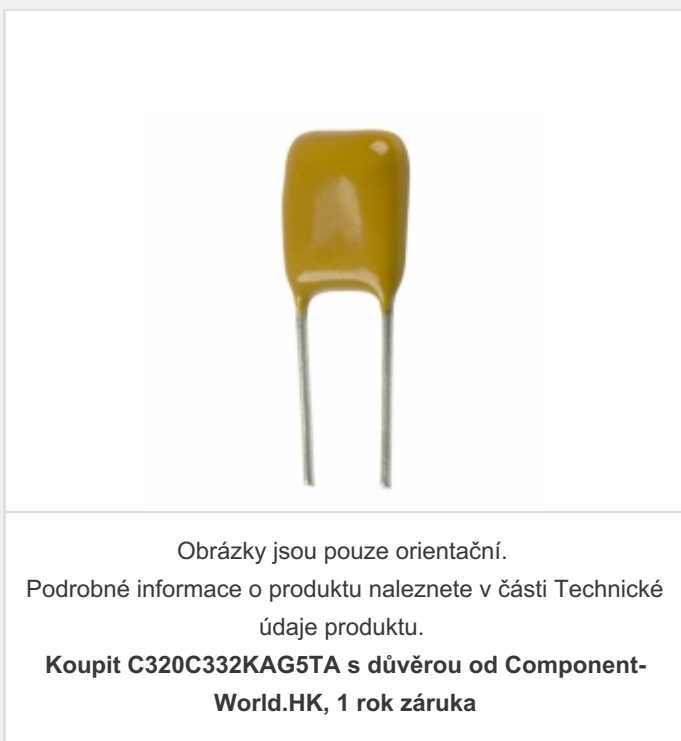 Obrázky jsou pouze orientační.
Podrobné informace o produktu naleznete v části Technické
údaje produktu.
Koupit C320C332KAG5TA s důvěrou od Component-
World.HK, 1 rok záruka